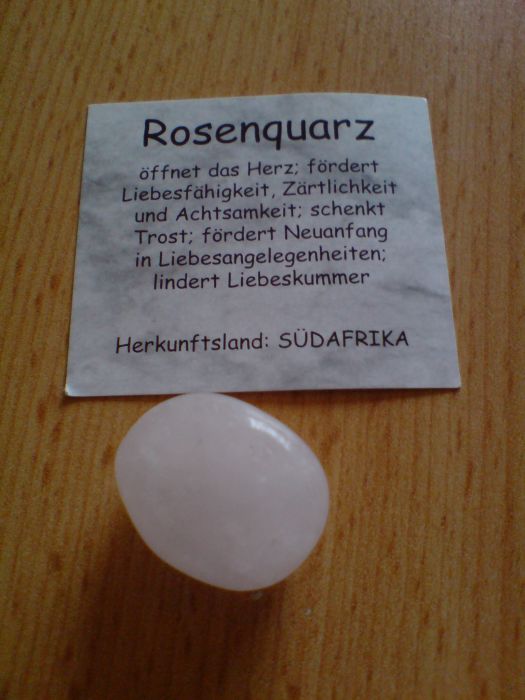 Rosenquarz
öffnet das Herz; fördert
Liebesfähigkeit, Zärtlichkeit
und Achtsamkeit; schenkt
Trost; fördert Neuanfang
in Liebesangelegenheiten;
lindert Liebeskummer
Herkunftsland: SÜDAFRIKA